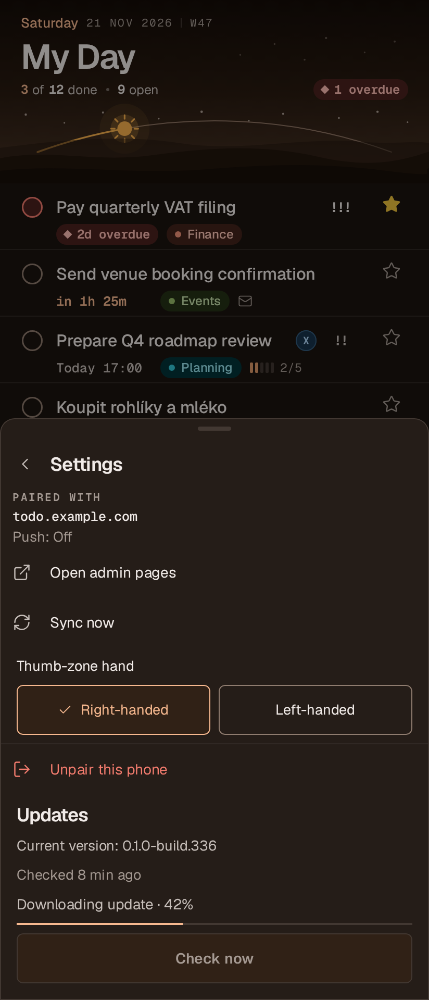 Saturday 21 NOV 2026 | W47
My Day
3 of 12 done • 9 open
1 overdue
Pay quarterly VAT filing !!!
2d overdue Finance
Send venue booking confirmation
in 1h 25m Events
Prepare Q4 roadmap review X !!
Today 17:00 Planning 2/5
Koupit rohlíky a mléko
Settings
PAIRED WITH
todo.example.com
Push: Off
Open admin pages
Sync now
Thumb-zone hand
Right-handed Left-handed
Unpair this phone
Updates
Current version: 0.1.0-build.336
Checked 8 min ago
Downloading update · 42%
Check now